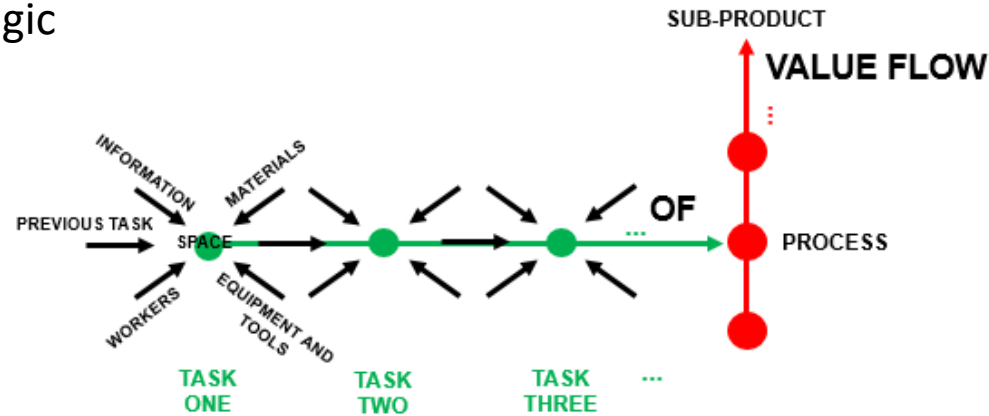 gic
SUB-PRODUCT
VALUE FLOW
...
INFORMATION
MATERIALS
PREVIOUS TASK
SPACE
OF
...
PROCESS
WORKERS
EQUIPMENT AND
TOOLS
TASK
ONE
TASK
TWO
TASK
THREE
...